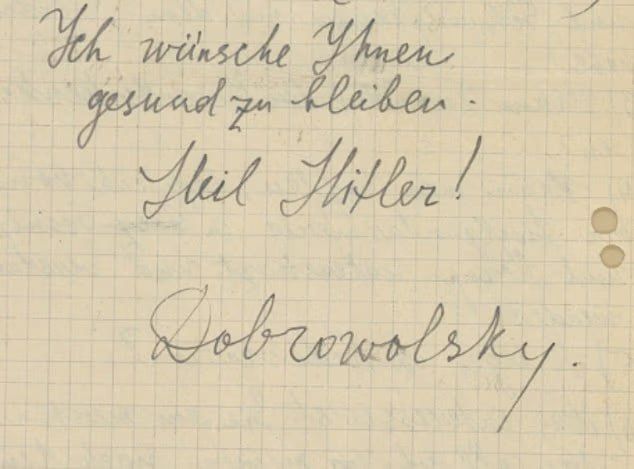 Ich wünsche Ihnen
gesund zu bleiben.
Heil Hitler!
Dobrowolsky.